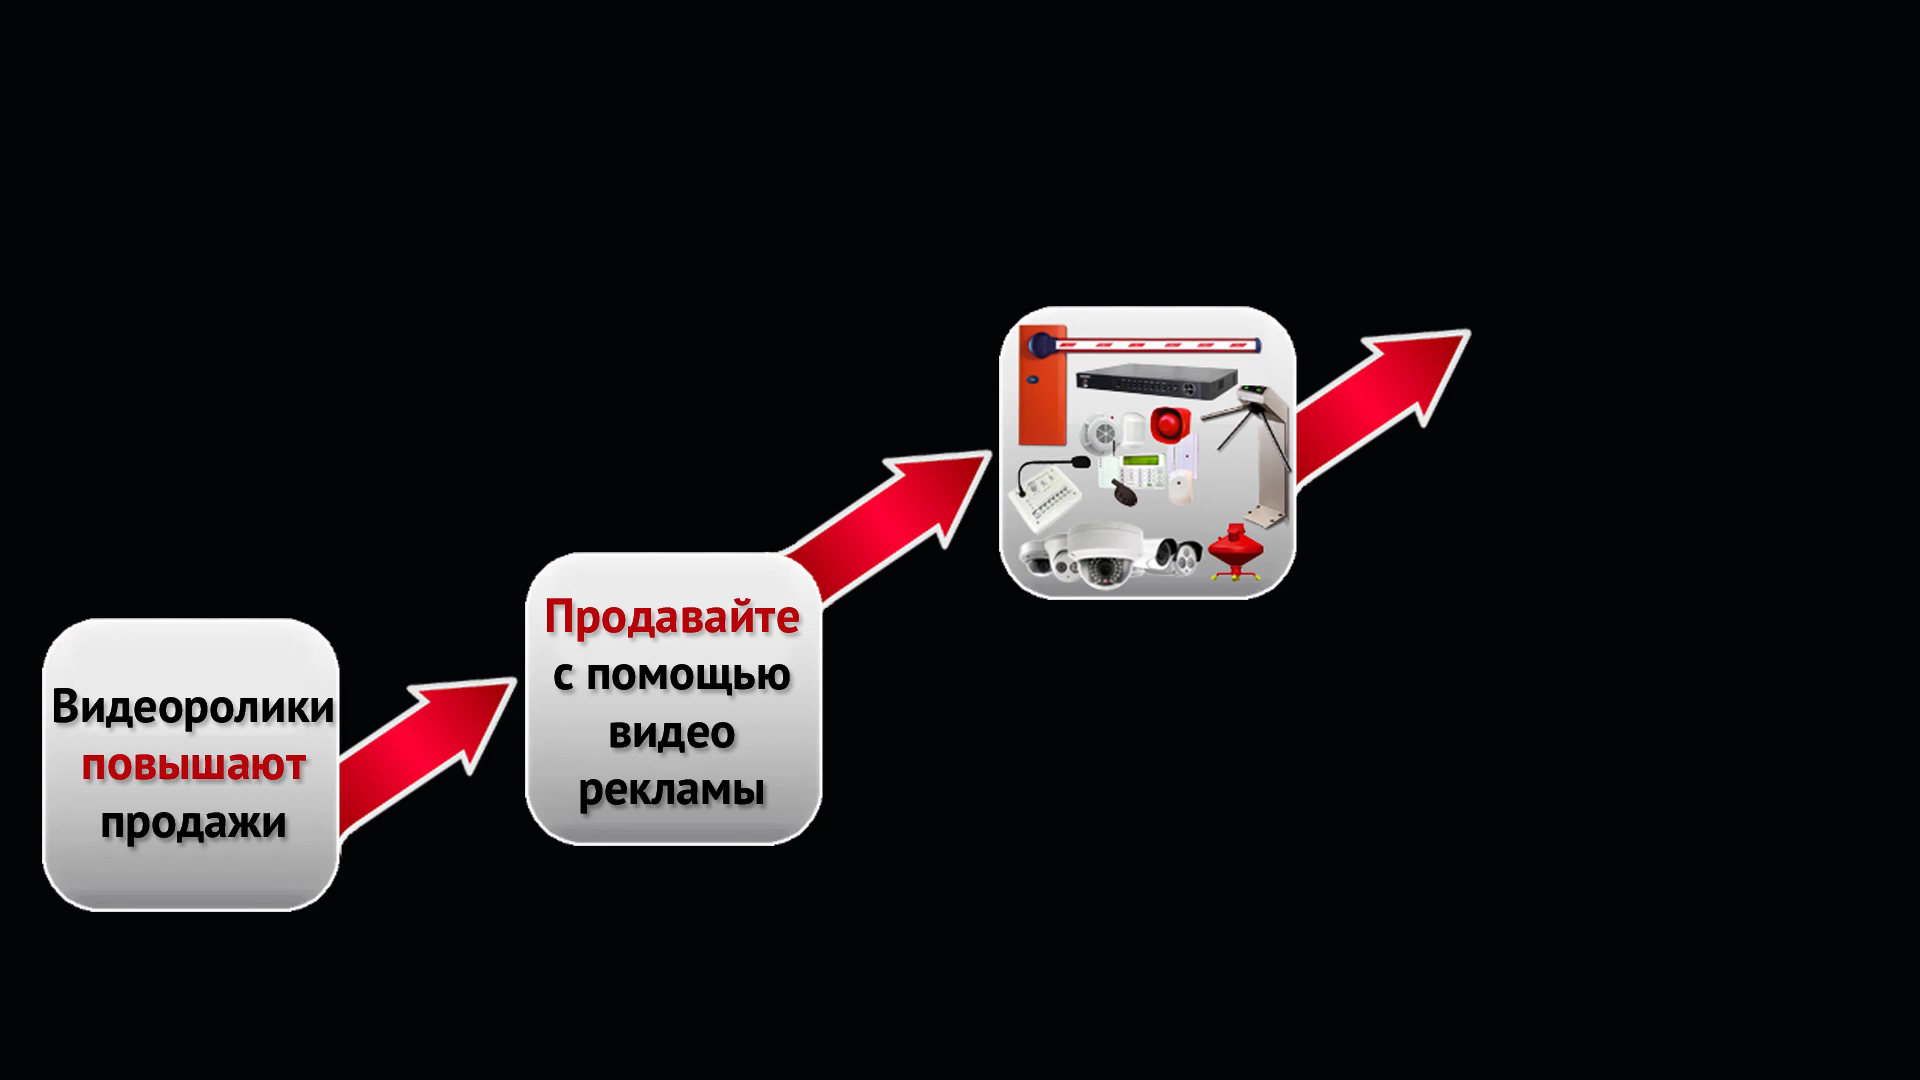 Видеоролики
повышают
продажи
Продавайте
с помощью
видео
рекламы